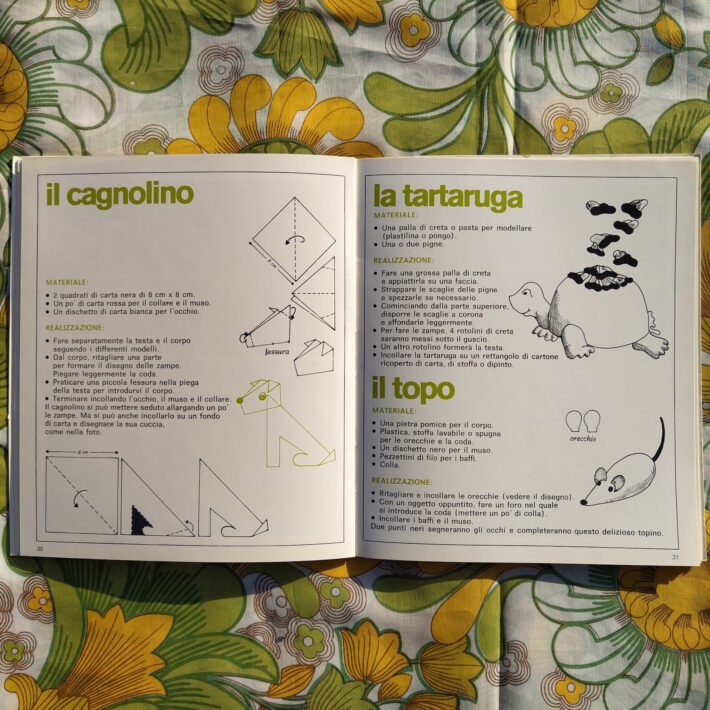 il cagnolino
8 cm
MATERIALE:
• 2 quadrati di carta nera di 8 cm x 8 cm.
• Un po' di carta rossa per il collare e il muso.
• Un dischetto di carta bianca per l'occhio.
REALIZZAZIONE:
• Fare separatamente la testa e il corpo
seguendo i differenti modelli.
• Dal corpo, ritagliare una parte
per formare il disegno delle zampe.
Piegare leggermente la coda.
• Praticare una piccola fessura nella piega
della testa per introdurvi il corpo.
• Terminare incollando l'occhio, il muso e il collare.
Il cagnolino si può mettere seduto allargando un po'
le zampe. Ma si può anche incollarlo su un fondo
di carta e disegnare la sua cuccia,
come nella foto.
fessura
8 cm
30
la tartaruga
MATERIALE:
• Una palla di creta o pasta per modellare
(plastilina o pongo).
• Una o due pigne.
REALIZZAZIONE:
• Fare una grossa palla di creta
e appiattirla su una faccia.
• Strappare le scaglie delle pigne
e spezzarle se necessario.
• Cominciando dalla parte superiore,
disporre le scaglie a corona
e affondarle leggermente.
• Per fare le zampe, 4 rotolini di creta
saranno messi sotto il guscio.
• Un altro rotolino formerà la testa.
• Incollare la tartaruga su un rettangolo di cartone
ricoperto di carta, di stoffa o dipinto.
il topo
MATERIALE:
• Una pietra pomice per il corpo.
• Plastica, stoffa lavabile o spugna
per le orecchie e la coda.
• Un dischetto nero per il muso.
• Pezzettini di filo per i baffi.
• Colla.
orecchie
REALIZZAZIONE:
• Ritagliare e incollare le orecchie (vedere il disegno).
• Con un oggetto appuntito, fare un foro nel quale
si introduce la coda (mettere un po' di colla).
• Incollare i baffi e il muso.
Due punti neri segneranno gli occhi e completeranno questo delizioso topino.
31